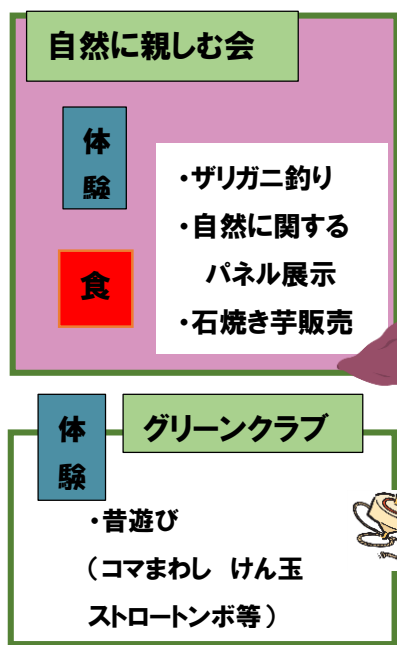 自然に親しむ会
体
験
食
・ザリガニ釣り
・自然に関する
パネル展示
・石焼き芋販売
体
験
グリーンクラブ
・昔遊び
(コマまわし けん玉
ストロートンボ等)